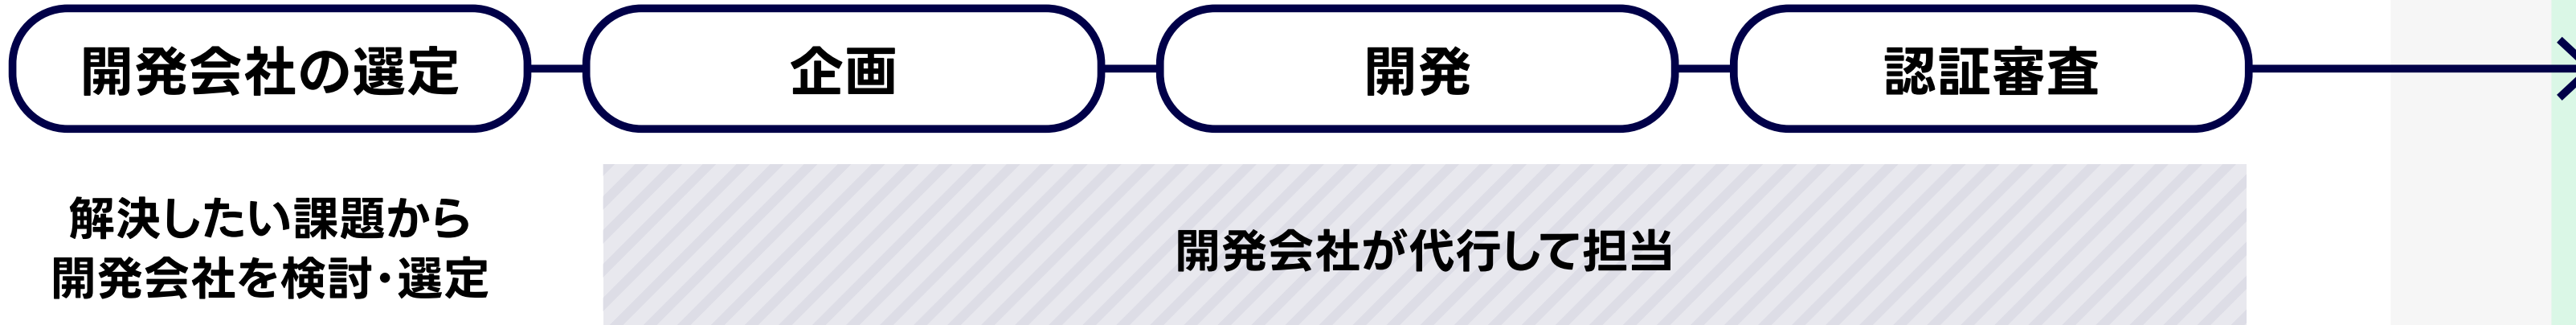 開発会社の選定
企画
開発
認証審査
解決したい課題から
開発会社を検討・選定
開発会社が代行して担当